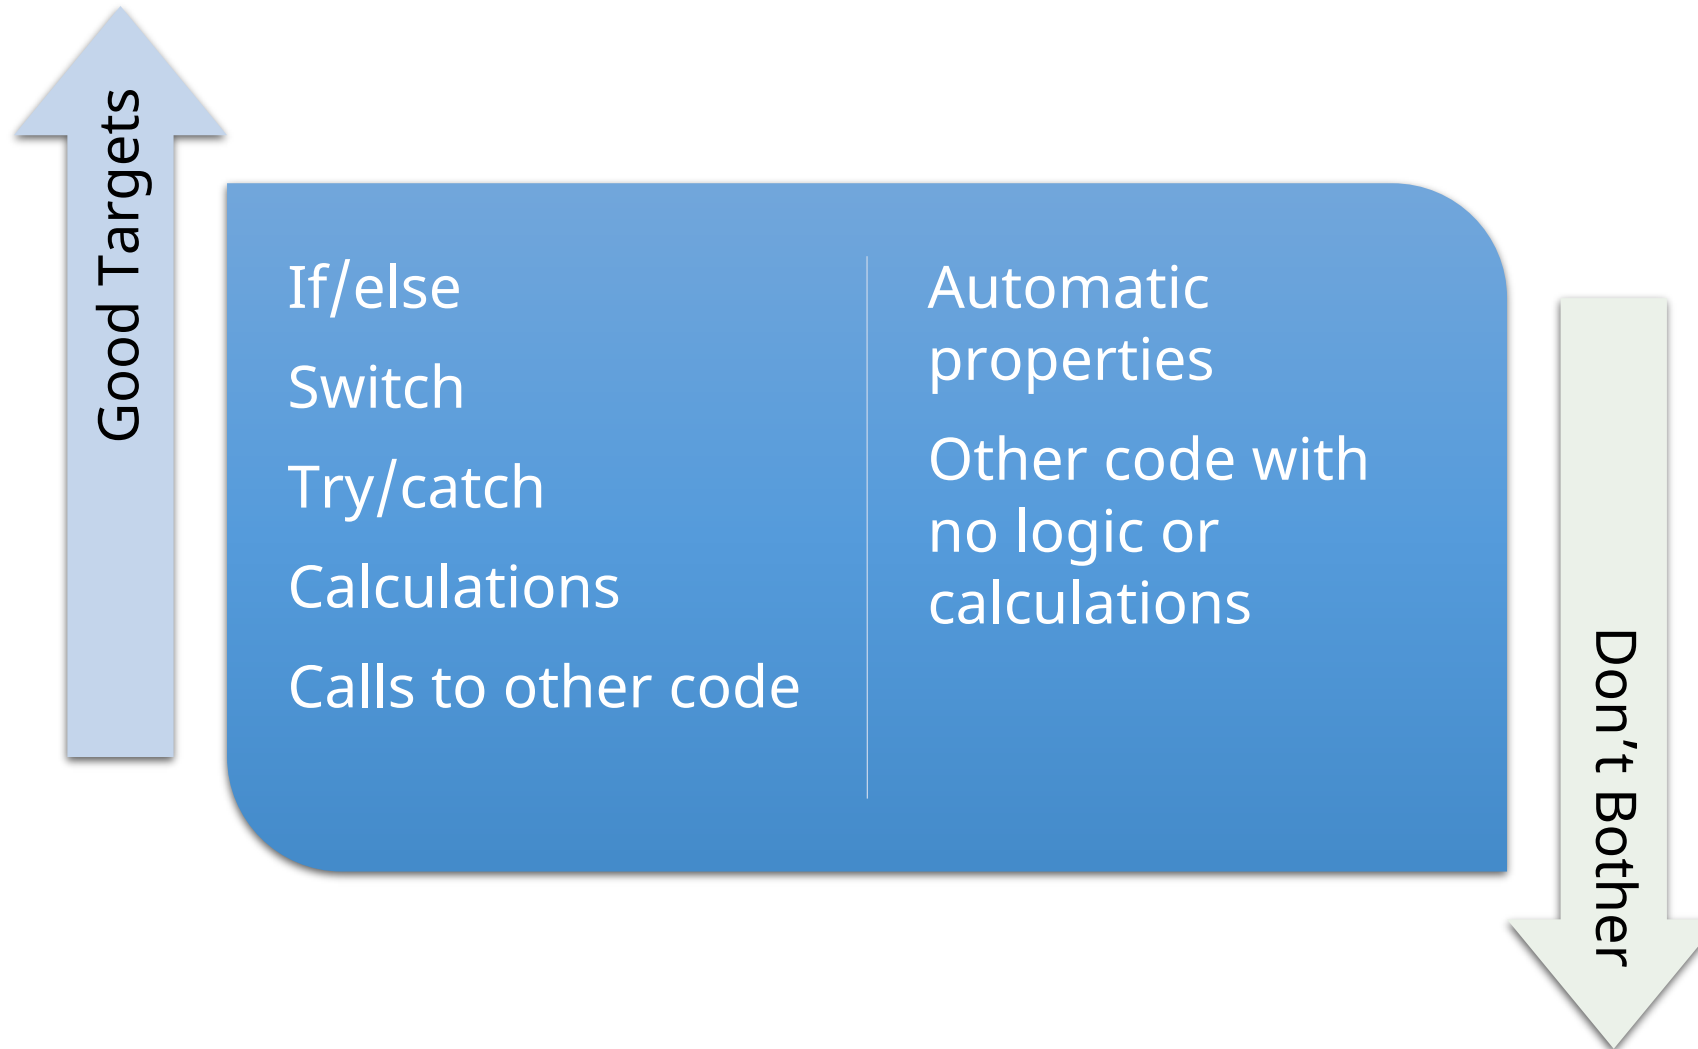 Good Targets
If/else
Switch
Try/catch
Calculations
Calls to other code
Automatic
properties
Other code with
no logic or
calculations
Don’t Bother